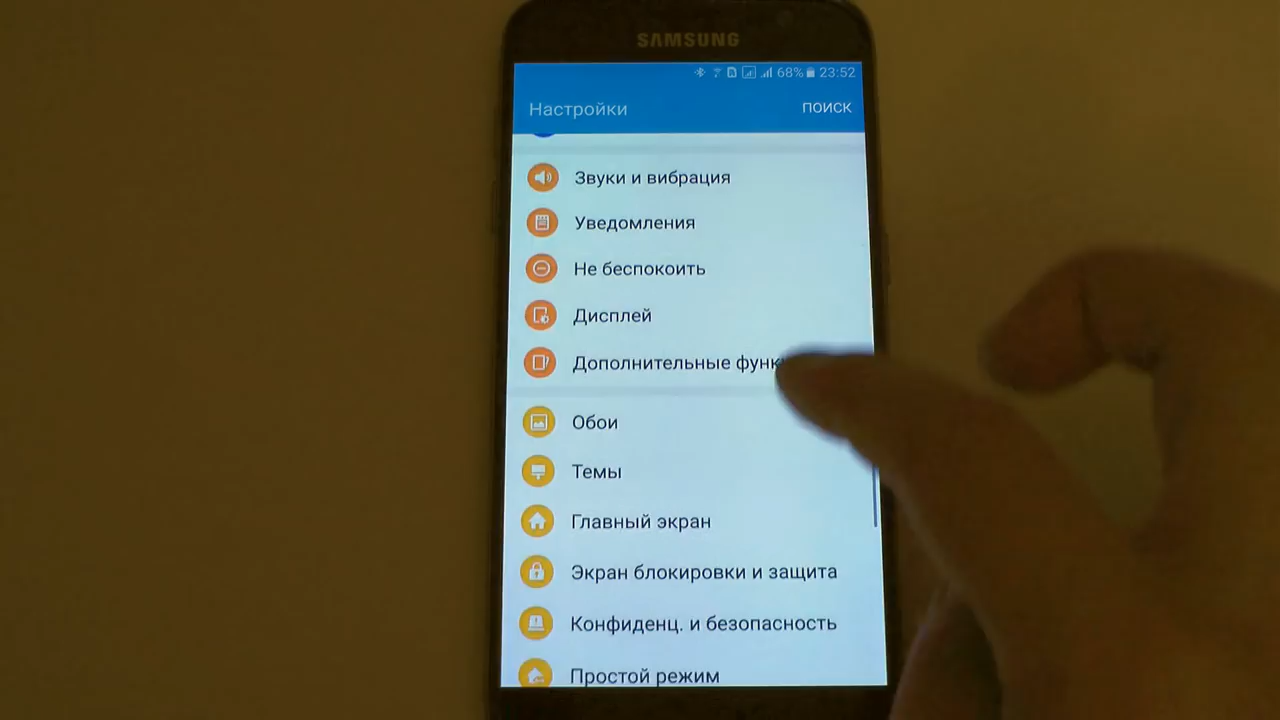 SAMSUNG
68% 23:52
Настройки ПОИСК
Звуки и вибрация
Уведомления
Не беспокоить
Дисплей
Дополнительные
Обои
Темы
Главный экран
Экран блокировки и защита
Конфиденц. и безопасность
Простой режим